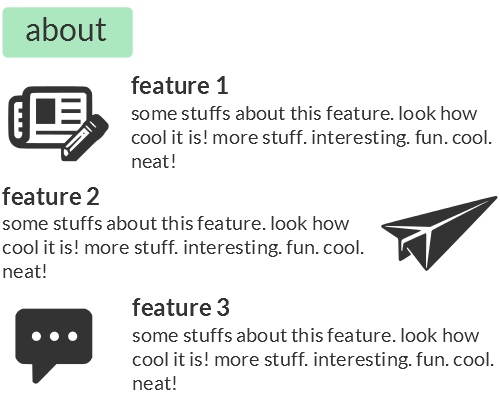 about
feature 1
some stuffs about this feature. look how
cool it is! more stuff. interesting. fun. cool.
neat!
feature 2
some stuffs about this feature. look how
cool it is! more stuff. interesting. fun. cool.
neat!
feature 3
some stuffs about this feature. look how
cool it is! more stuff. interesting. fun. cool.
neat!